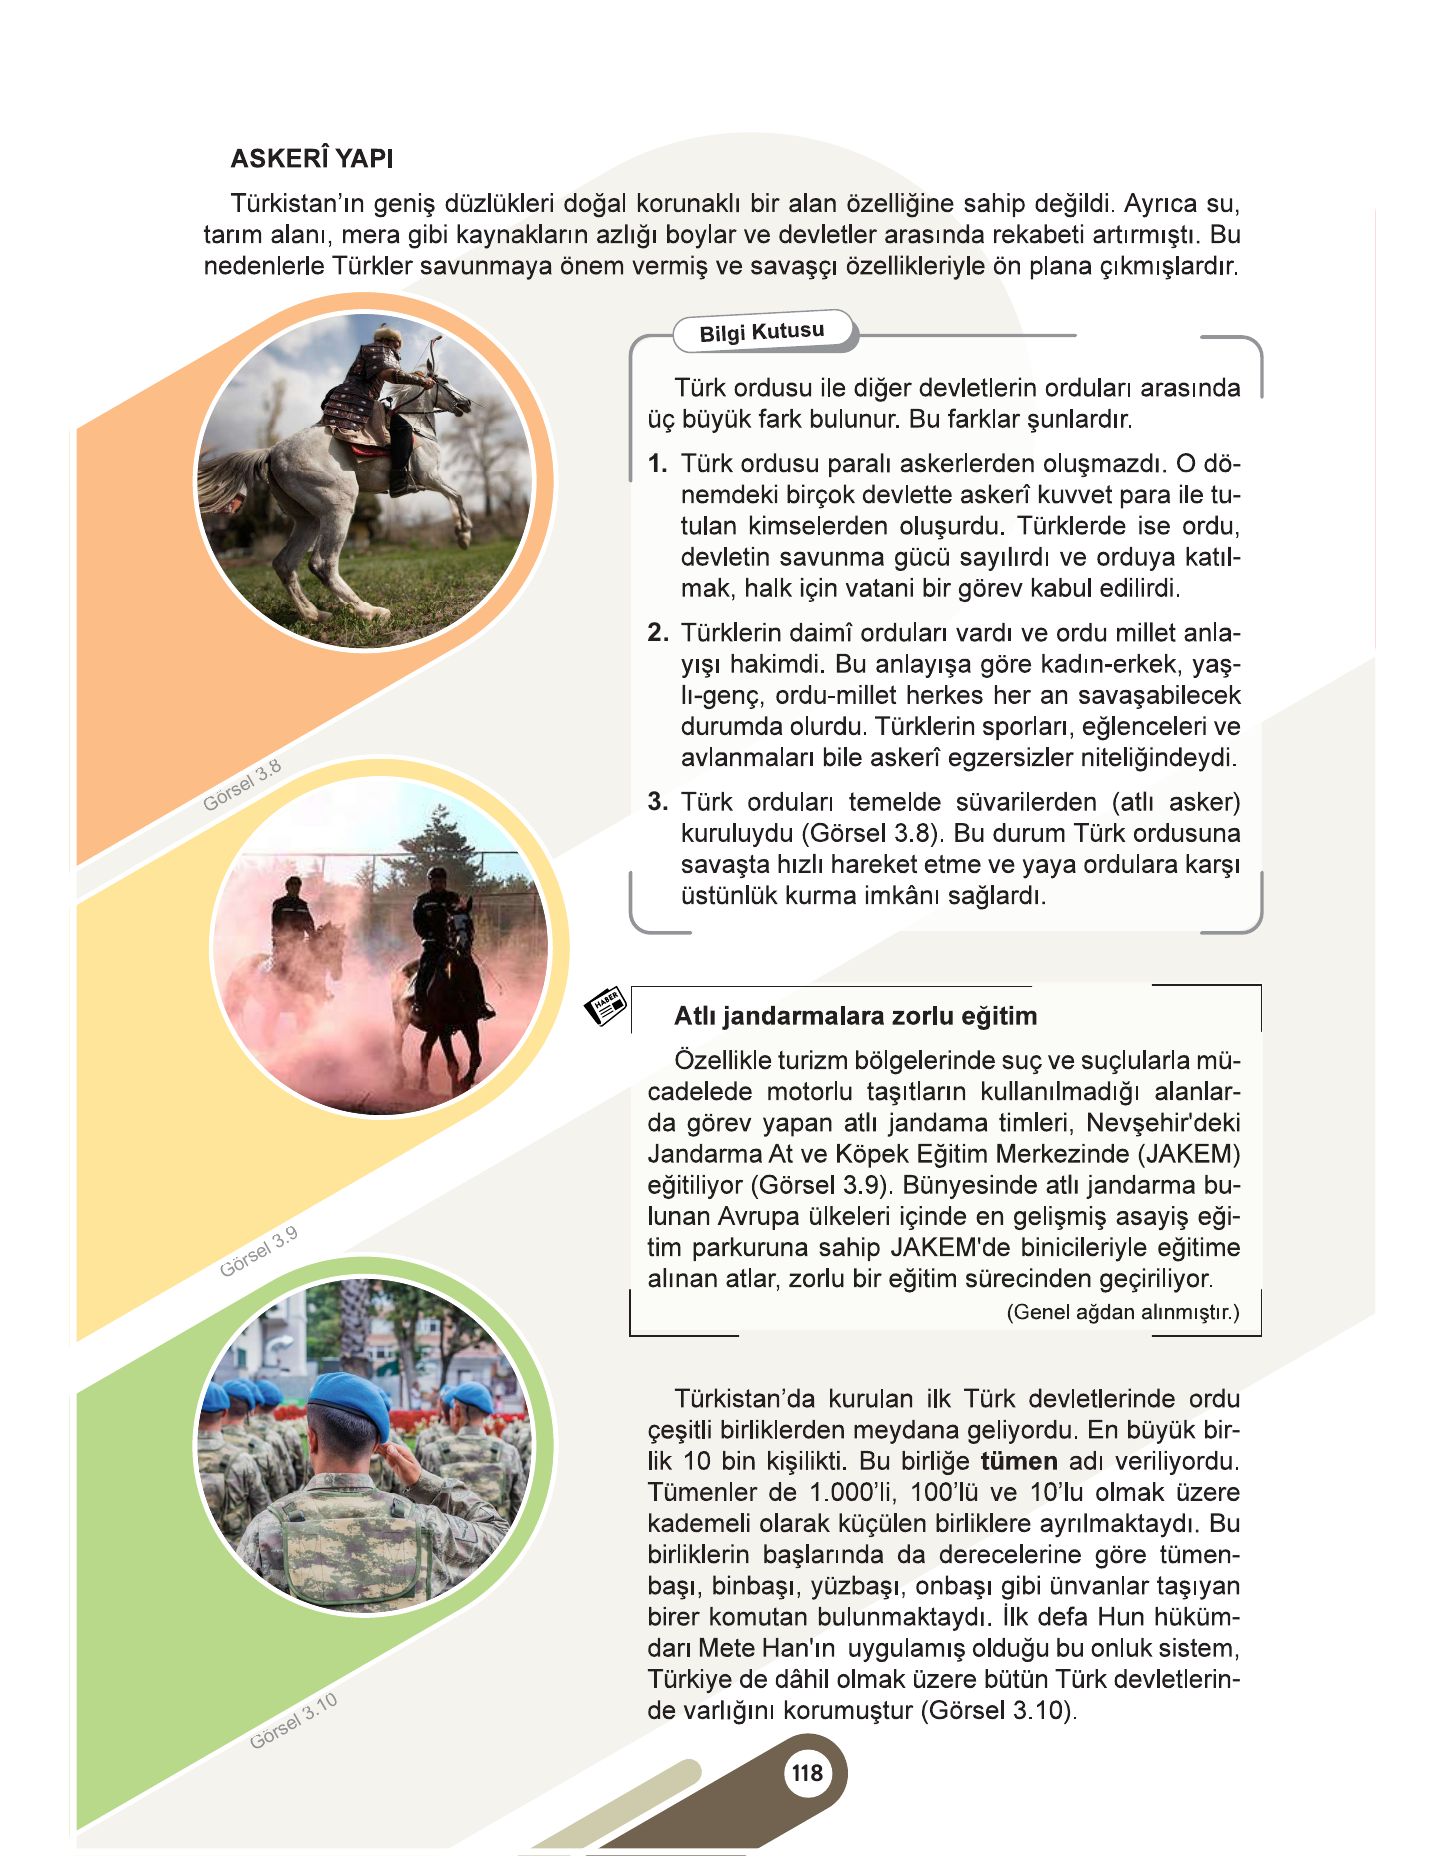 ASKERÎ YAPI
Türkistan’ın geniş düzlükleri doğal korunaklı bir alan özelliğine sahip değildi. Ayrıca su,
tarım alanı, mera gibi kaynakların azlığı boylar ve devletler arasında rekabeti artırmıştı. Bu
nedenlerle Türkler savunmaya önem vermiş ve savaşçı özellikleriyle ön plana çıkmışlardır.
Bilgi Kutusu
Türk ordusu ile diğer devletlerin orduları arasında
üç büyük fark bulunur. Bu farklar şunlardır.
1. Türk ordusu paralı askerlerden oluşmazdı. O dö-
nemdeki birçok devlette askerî kuvvet para ile tu-
tulan kimselerden oluşurdu. Türklerde ise ordu,
devletin savunma gücü sayılırdı ve orduya katıl-
mak, halk için vatani bir görev kabul edilirdi.
2. Türklerin daimî orduları vardı ve ordu millet anla-
yışı hakimdi. Bu anlayışa göre kadın-erkek, yaş-
lı-genç, ordu-millet herkes her an savaşabilecek
durumda olurdu. Türklerin sporları, eğlenceleri ve
avlanmaları bile askerî egzersizler niteliğindeydi.
3. Türk orduları temelde süvarilerden (atlı asker)
kuruluydu (Görsel 3.8). Bu durum Türk ordusuna
savaşta hızlı hareket etme ve yaya ordulara karşı
üstünlük kurma imkânı sağlardı.
Görsel 3.8
HABER
Atlı jandarmalara zorlu eğitim
Özellikle turizm bölgelerinde suç ve suçlularla mü-
cadelede motorlu taşıtların kullanılmadığı alanlar-
da görev yapan atlı jandama timleri, Nevşehir'deki
Jandarma At ve Köpek Eğitim Merkezinde (JAKEM)
eğitiliyor (Görsel 3.9). Bünyesinde atlı jandarma bu-
lunan Avrupa ülkeleri içinde en gelişmiş asayiş eği-
tim parkuruna sahip JAKEM'de binicileriyle eğitime
alınan atlar, zorlu bir eğitim sürecinden geçiriliyor.
(Genel ağdan alınmıştır.)
Görsel 3.9
Türkistan’da kurulan ilk Türk devletlerinde ordu
çeşitli birliklerden meydana geliyordu. En büyük bir-
lik 10 bin kişilikti. Bu birliğe tümen adı veriliyordu.
Tümenler de 1.000’li, 100’lü ve 10’lu olmak üzere
kademeli olarak küçülen birliklere ayrılmaktaydı. Bu
birliklerin başlarında da derecelerine göre tümen-
başı, binbaşı, yüzbaşı, onbaşı gibi ünvanlar taşıyan
birer komutan bulunmaktaydı. İlk defa Hun hüküm-
darı Mete Han'ın uygulamış olduğu bu onluk sistem,
Türkiye de dâhil olmak üzere bütün Türk devletlerin-
de varlığını korumuştur (Görsel 3.10).
Görsel 3.10
118